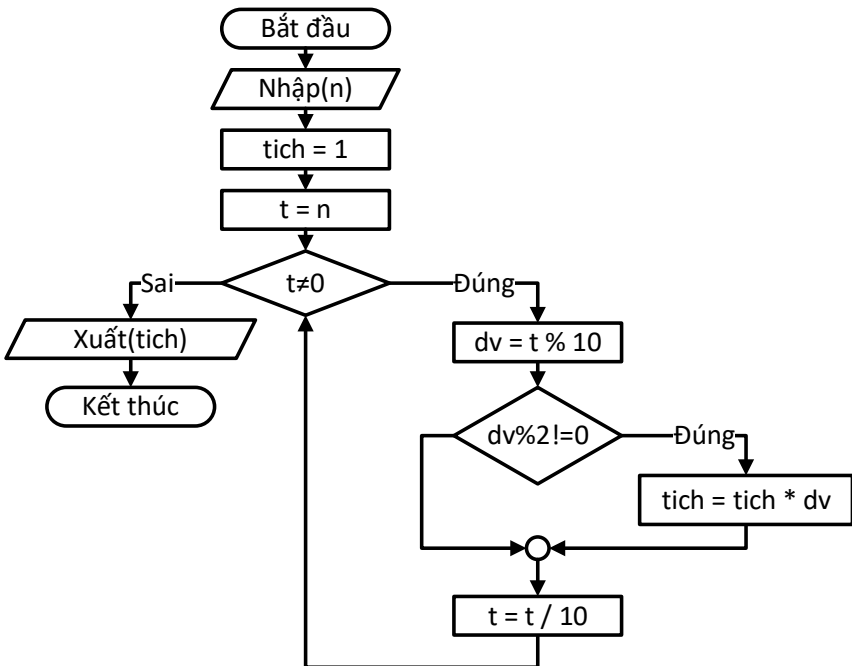 Bắt đầu
Nhập(n)
tich = 1
t = n
t≠0
Sai
Đúng
Xuất(tich)
Kết thúc
dv = t % 10
dv%2!=0
Đúng
tich = tich * dv
t = t / 10